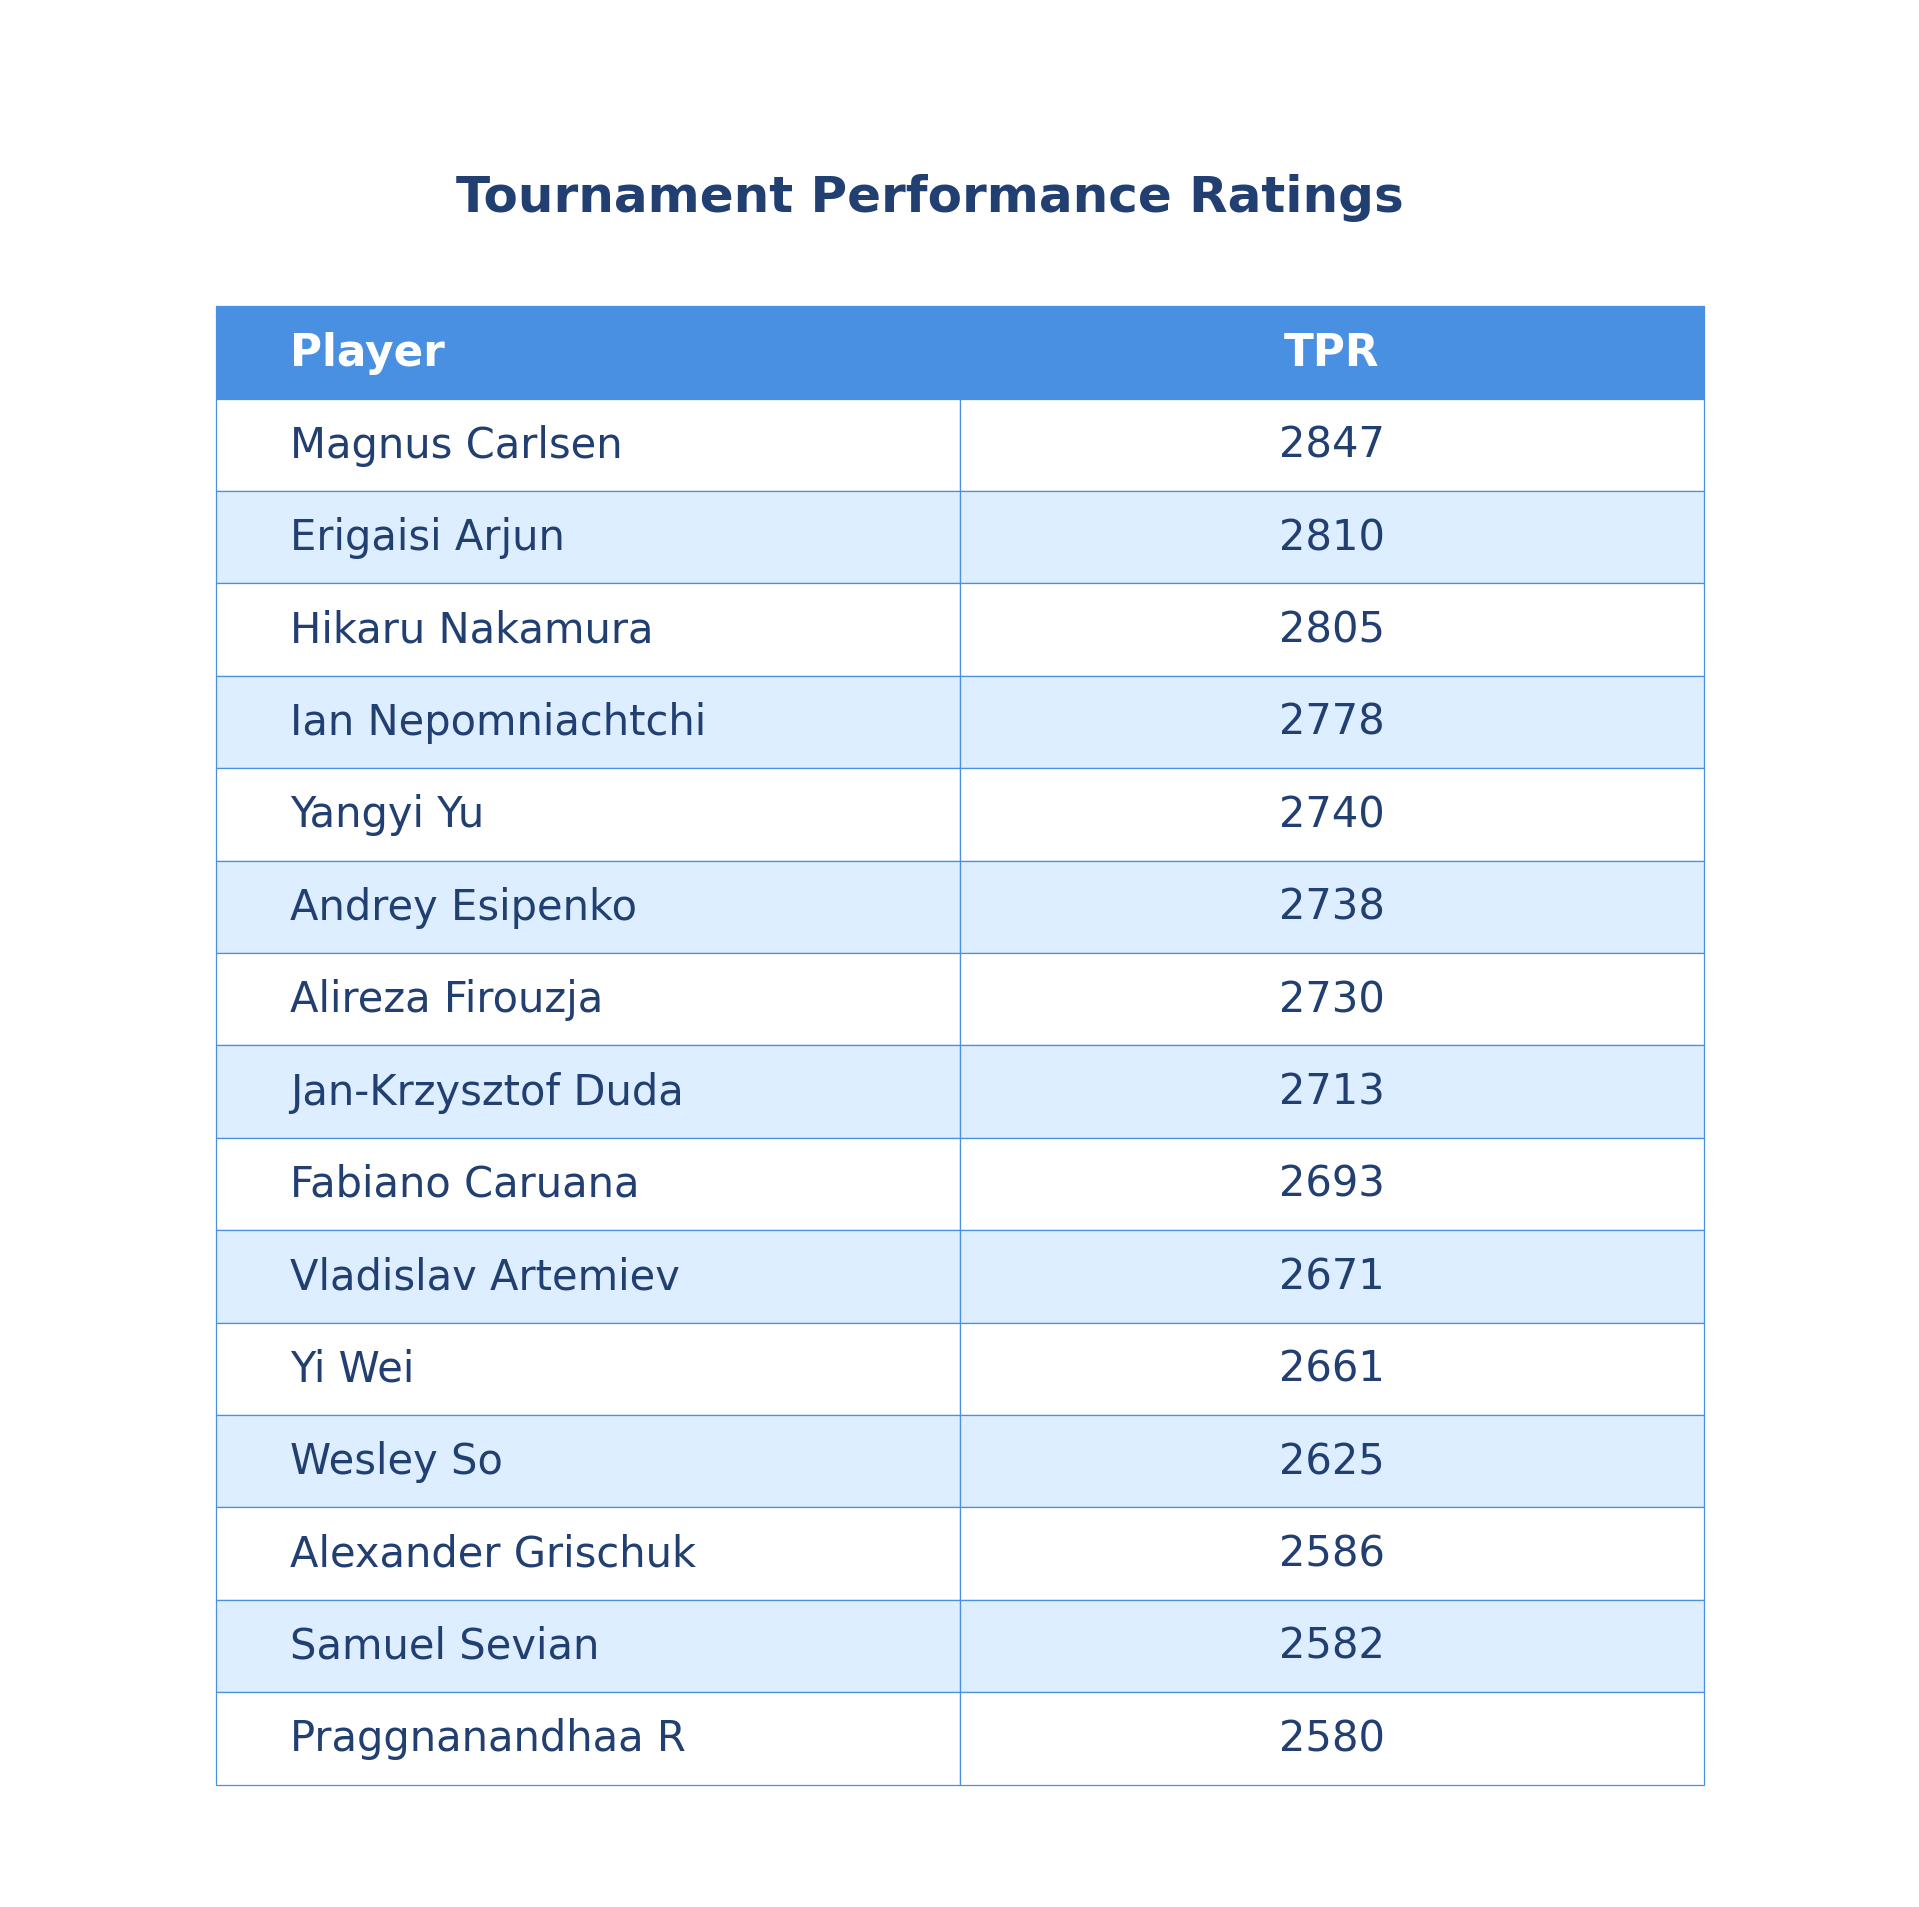 Tournament Performance Ratings
Player TPR
Magnus Carlsen 2847
Erigaisi Arjun 2810
Hikaru Nakamura 2805
Ian Nepomniachtchi 2778
Yangyi Yu 2740
Andrey Esipenko 2738
Alireza Firouzja 2730
Jan-Krzysztof Duda 2713
Fabiano Caruana 2693
Vladislav Artemiev 2671
Yi Wei 2661
Wesley So 2625
Alexander Grischuk 2586
Samuel Sevian 2582
Praggnanandhaa R 2580